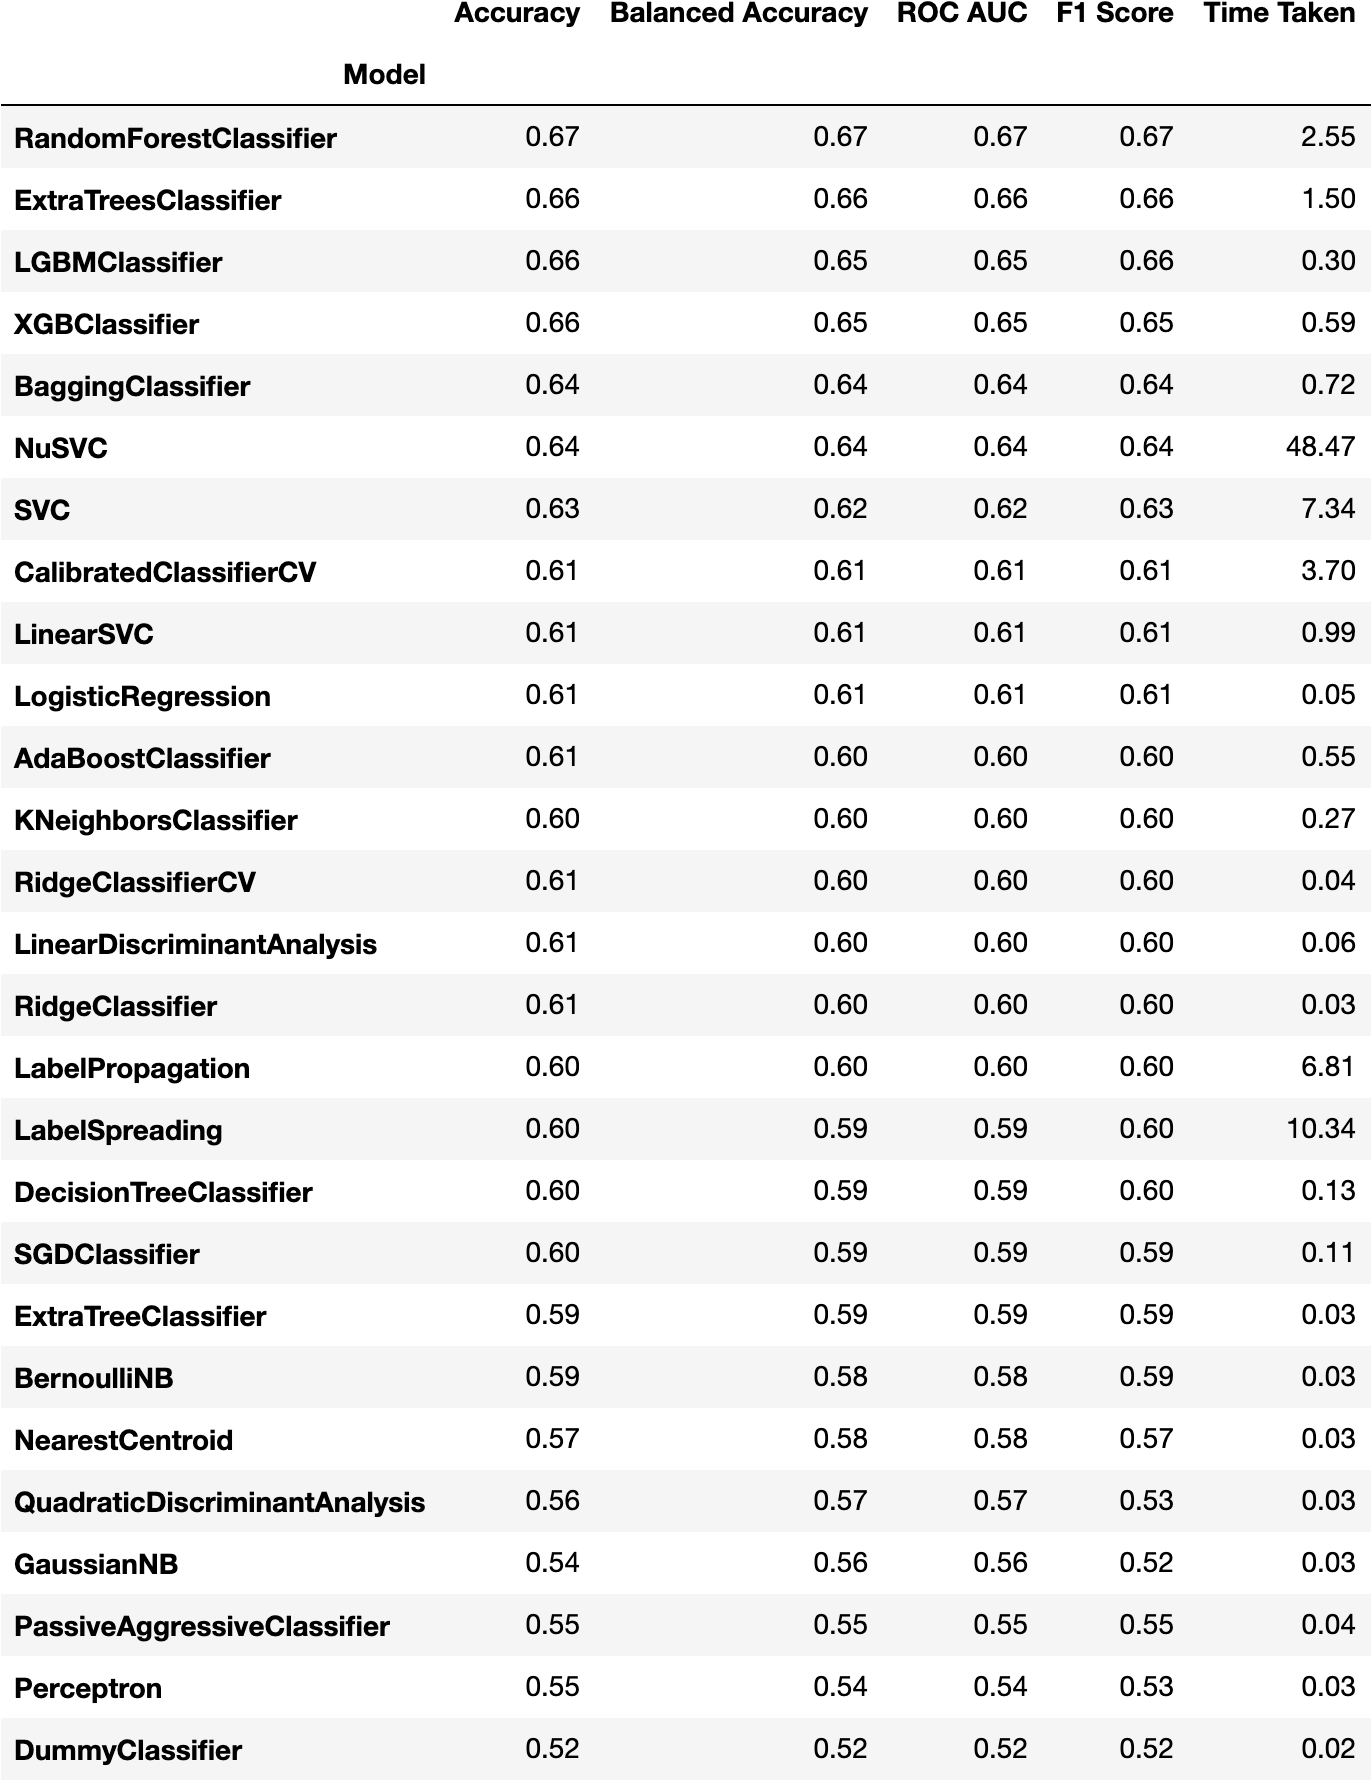 Accuracy Balanced Accuracy ROC AUC F1 Score Time Taken
Model
RandomForestClassifier 0.67 0.67 0.67 0.67 2.55
ExtraTreesClassifier 0.66 0.66 0.66 0.66 1.50
LGBMClassifier 0.66 0.65 0.65 0.66 0.30
XGBClassifier 0.66 0.65 0.65 0.65 0.59
BaggingClassifier 0.64 0.64 0.64 0.64 0.72
NuSVC 0.64 0.64 0.64 0.64 48.47
SVC 0.63 0.62 0.62 0.63 7.34
CalibratedClassifierCV 0.61 0.61 0.61 0.61 3.70
LinearSVC 0.61 0.61 0.61 0.61 0.99
LogisticRegression 0.61 0.61 0.61 0.61 0.05
AdaBoostClassifier 0.61 0.60 0.60 0.60 0.55
KNeighborsClassifier 0.60 0.60 0.60 0.60 0.27
RidgeClassifierCV 0.61 0.60 0.60 0.60 0.04
LinearDiscriminantAnalysis 0.61 0.60 0.60 0.60 0.06
RidgeClassifier 0.61 0.60 0.60 0.60 0.03
LabelPropagation 0.60 0.60 0.60 0.60 6.81
LabelSpreading 0.60 0.59 0.59 0.60 10.34
DecisionTreeClassifier 0.60 0.59 0.59 0.60 0.13
SGDClassifier 0.60 0.59 0.59 0.59 0.11
ExtraTreeClassifier 0.59 0.59 0.59 0.59 0.03
BernoulliNB 0.59 0.58 0.58 0.59 0.03
NearestCentroid 0.57 0.58 0.58 0.57 0.03
QuadraticDiscriminantAnalysis 0.56 0.57 0.57 0.53 0.03
GaussianNB 0.54 0.56 0.56 0.52 0.03
PassiveAggressiveClassifier 0.55 0.55 0.55 0.55 0.04
Perceptron 0.55 0.54 0.54 0.53 0.03
DummyClassifier 0.52 0.52 0.52 0.52 0.02